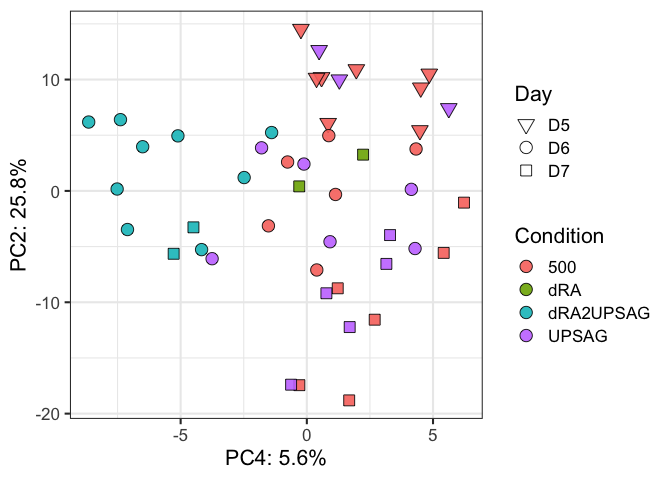 10
0
-10
-20
PC2: 25.8%
-5
0
5
PC4: 5.6%
Day
D5
D6
D7
Condition
500
dRA
dRA2UPSAG
UPSAG